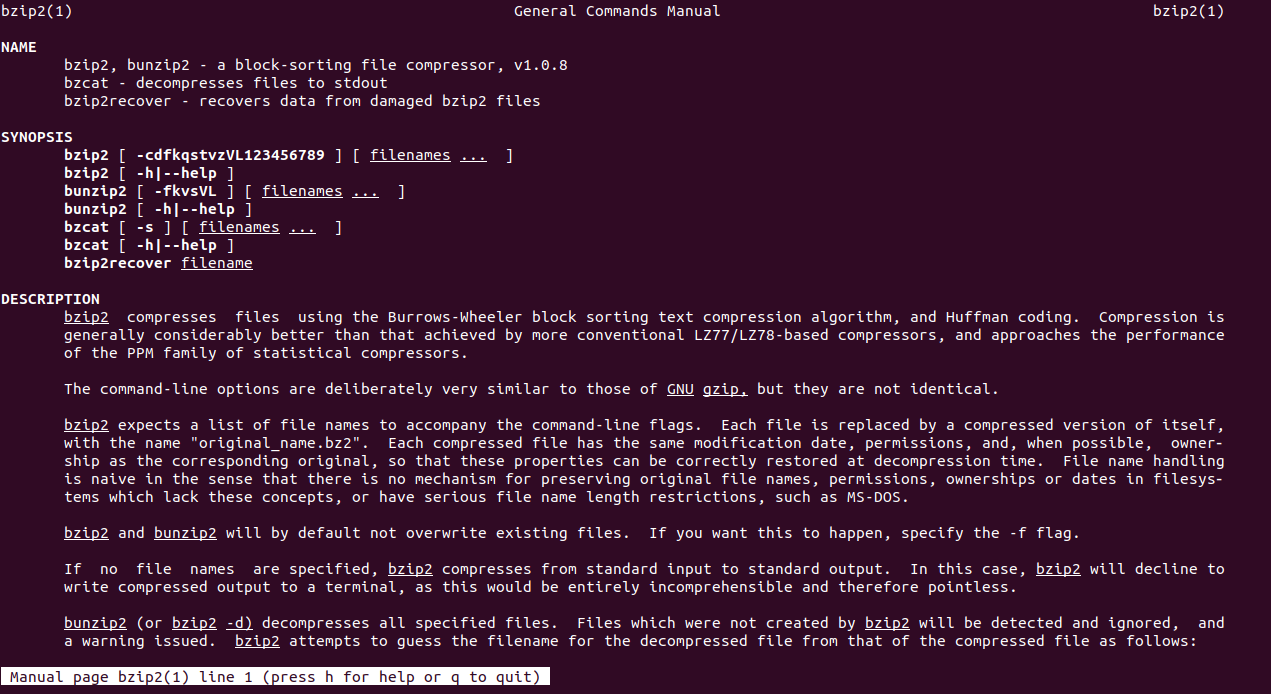 bzip2(1) General Commands Manual bzip2(1)
NAME
bzip2, bunzip2 - a block-sorting file compressor, v1.0.8
bzcat - decompresses files to stdout
bzip2recover - recovers data from damaged bzip2 files
SYNOPSIS
bzip2 [ -cdfkqstvzVL123456789 ] [ filenames ... ]
bzip2 [ -h|--help ]
bunzip2 [ -fkvsVL ] [ filenames ... ]
bunzip2 [ -h|--help ]
bzcat [ -s ] [ filenames ... ]
bzcat [ -h|--help ]
bzip2recover filename
DESCRIPTION
bzip2 compresses files using the Burrows-Wheeler block sorting text compression algorithm, and Huffman coding. Compression is
generally considerably better than that achieved by more conventional LZ77/LZ78-based compressors, and approaches the performance
of the PPM family of statistical compressors.
The command-line options are deliberately very similar to those of GNU gzip, but they are not identical.
bzip2 expects a list of file names to accompany the command-line flags. Each file is replaced by a compressed version of itself,
with the name "original_name.bz2". Each compressed file has the same modification date, permissions, and, when possible, owner-
ship as the corresponding original, so that these properties can be correctly restored at decompression time. File name handling
is naive in the sense that there is no mechanism for preserving original file names, permissions, ownerships or dates in filesys-
tems which lack these concepts, or have serious file name length restrictions, such as MS-DOS.
bzip2 and bunzip2 will by default not overwrite existing files. If you want this to happen, specify the -f flag.
If no file names are specified, bzip2 compresses from standard input to standard output. In this case, bzip2 will decline to
write compressed output to a terminal, as this would be entirely incomprehensible and therefore pointless.
bunzip2 (or bzip2 -d) decompresses all specified files. Files which were not created by bzip2 will be detected and ignored, and
a warning issued. bzip2 attempts to guess the filename for the decompressed file from that of the compressed file as follows:
Manual page bzip2(1) line 1 (press h for help or q to quit)